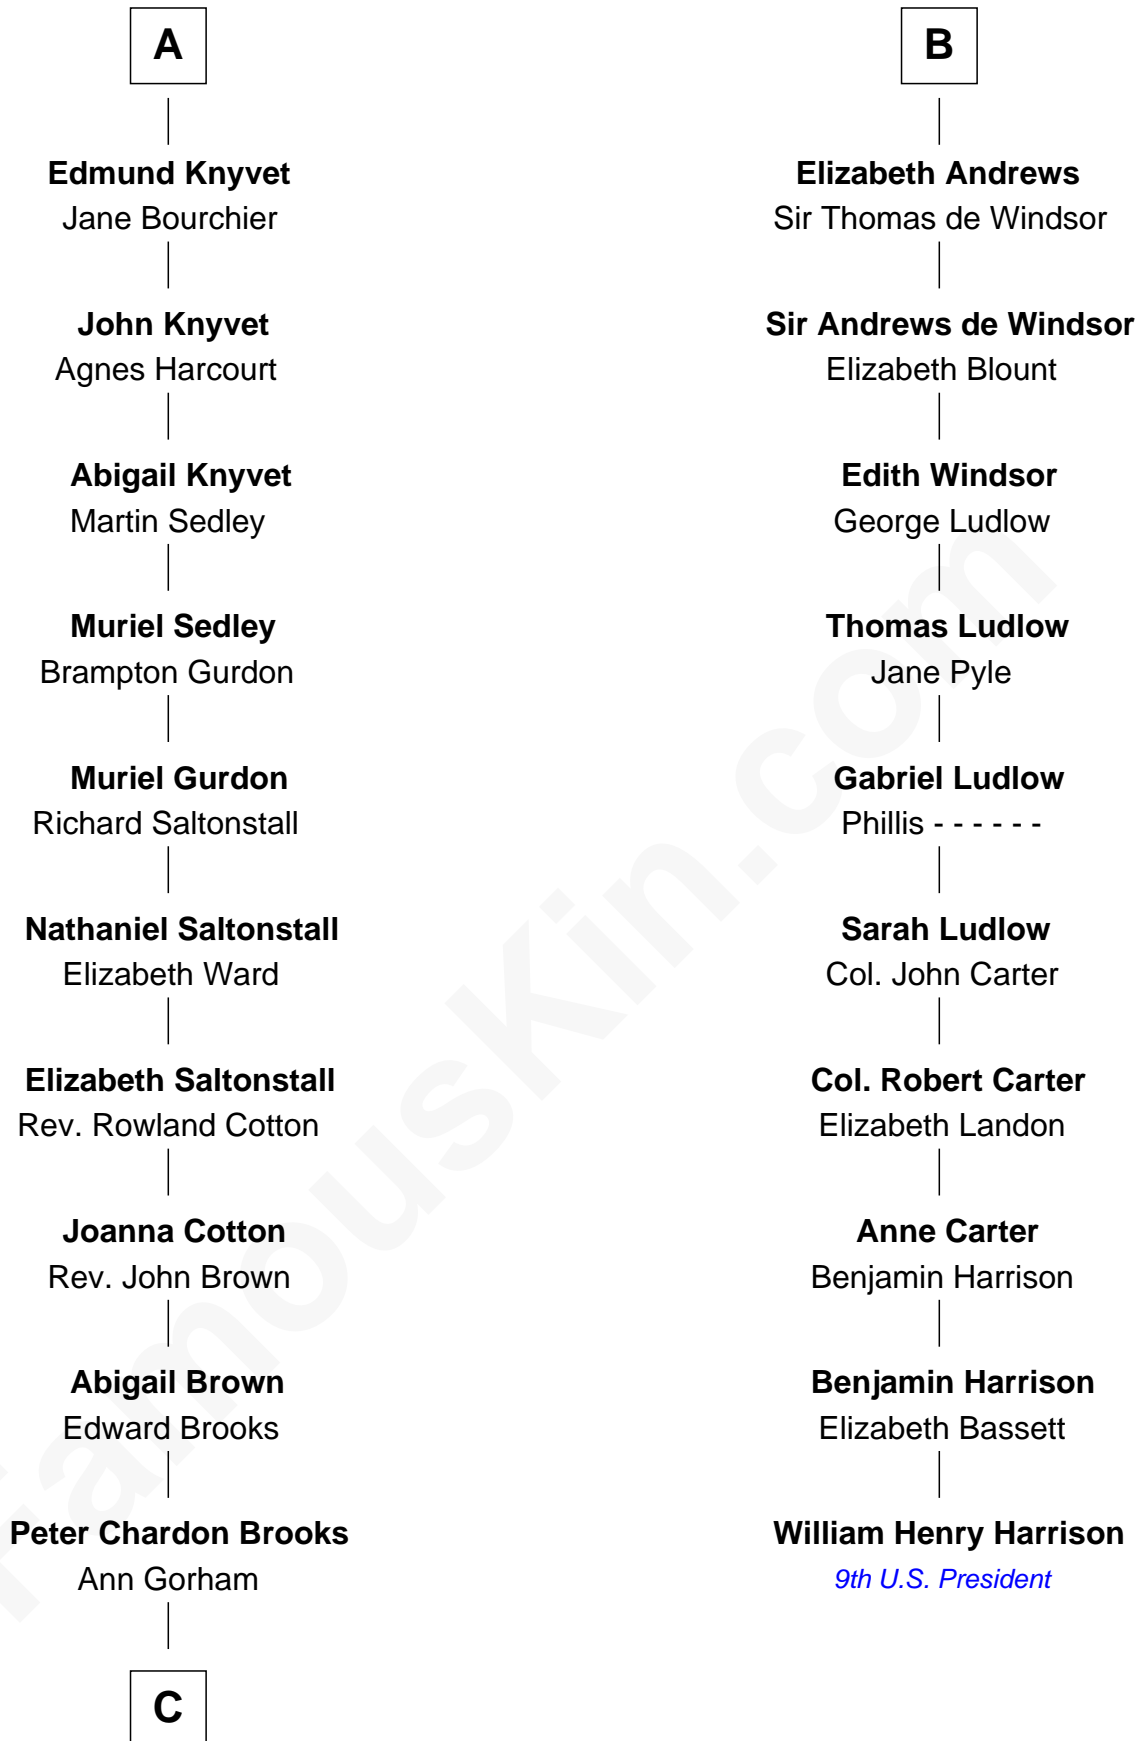 A
Edmund Knyvet
Jane Bourchier
John Knyvet
Agnes Harcourt
Abigail Knyvet
Martin Sedley
Muriel Sedley
Brampton Gurdon
Muriel Gurdon
Richard Saltonstall
Nathaniel Saltonstall
Elizabeth Ward
Elizabeth Saltonstall
Rev. Rowland Cotton
Joanna Cotton
Rev. John Brown
Abigail Brown
Edward Brooks
Peter Chardon Brooks
Ann Gorham
C
B
Elizabeth Andrews
Sir Thomas de Windsor
Sir Andrews de Windsor
Elizabeth Blount
Edith Windsor
George Ludlow
Thomas Ludlow
Jane Pyle
Gabriel Ludlow
Phillis - - - - - -
Sarah Ludlow
Col. John Carter
Col. Robert Carter
Elizabeth Landon
Anne Carter
Benjamin Harrison
Benjamin Harrison
Elizabeth Bassett
William Henry Harrison
9th U.S. President
FamousKin.com